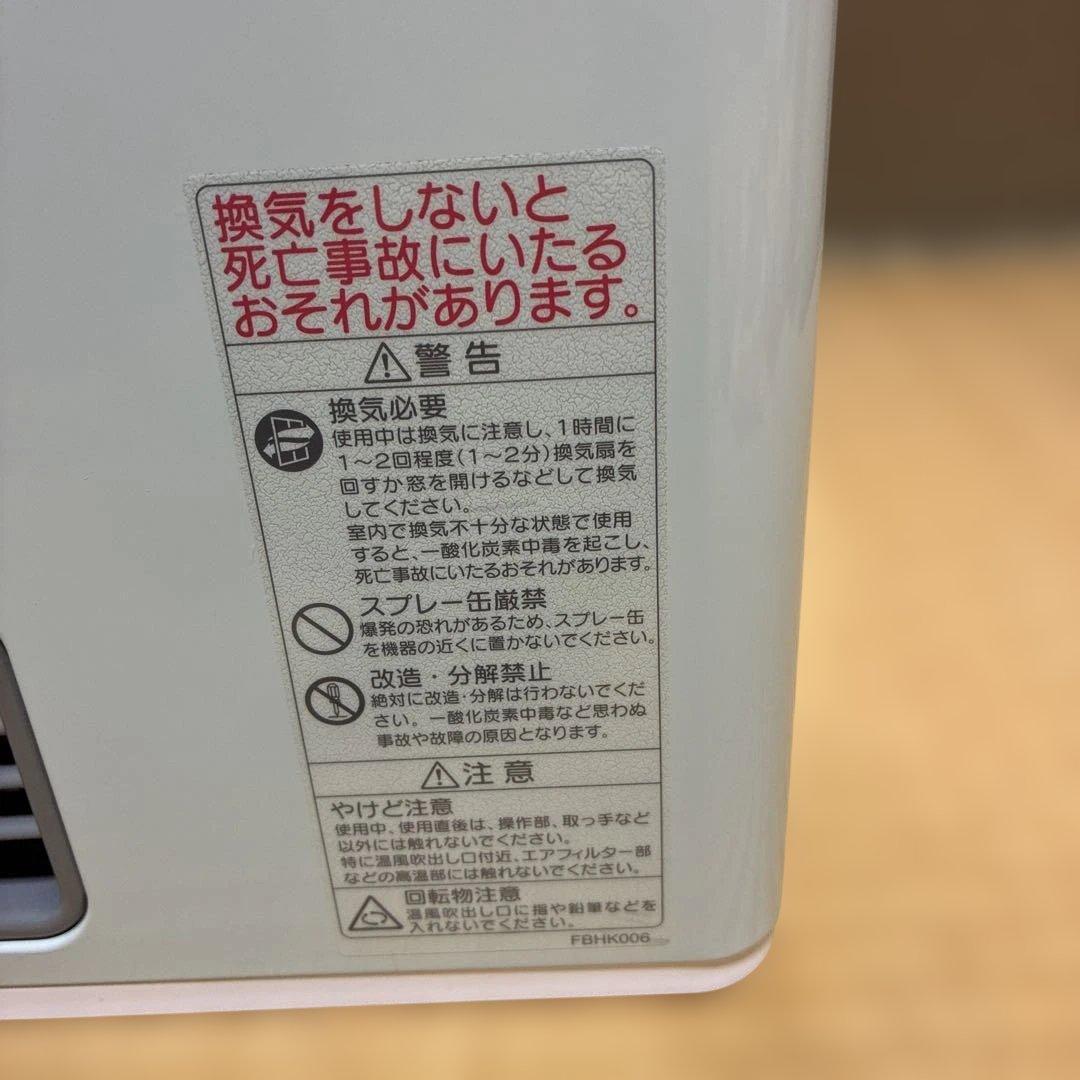 換気をしないと
死亡事故にいたる
おそれがあります。
警告
換気必要
使用中は換気に注意し、1時間に
1〜2回程度(1〜2分)換気扇を
回すか窓を開けるなどして換気
してください。
室内で換気不十分な状態で使用
すると、一酸化炭素中毒を起こし、
死亡事故にいたるおそれがあります。
スプレー缶厳禁
爆発の恐れがあるため、スプレー缶
を機器の近くに置かないでください。
改造・分解禁止
絶対に改造・分解は行わないでくだ
さい。一酸化炭素中毒など思わぬ
事故や故障の原因となります。
注意
やけど注意
使用中、使用直後は、操作部、取っ手など
以外には触れないでください。
特に温風吹出し口付近、エアフィルター部
などの高温部には触れないでください。
回転物注意
温風吹出し口に指や鉛筆などを
入れないでください。
FBHK006